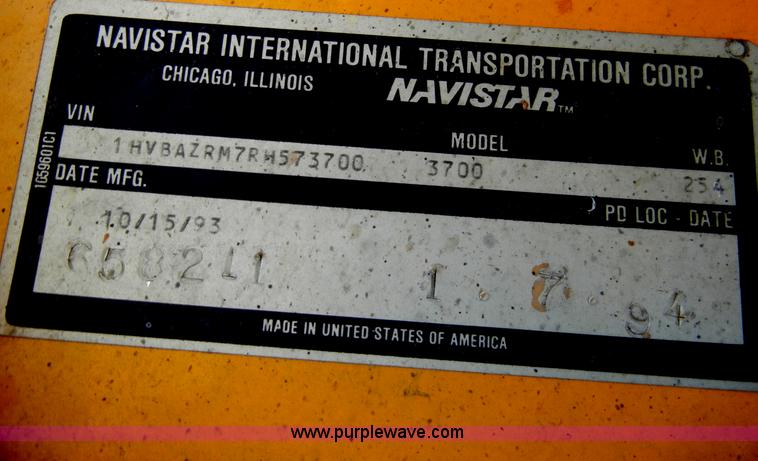 NAVISTAR INTERNATIONAL TRANSPORTATION CORP.
CHICAGO, ILLINOIS NAVISTAR™
VIN MODEL W.B.
1HVBAZRM7RH573700 3700 254
1659601C1
DATE MFG. PD LOC - DATE
10/15/93
658211 1 . 7 . 94
MADE IN UNITED STATES OF AMERICA
www.purplewave.com